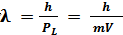 λ = h / P_L = h / mV